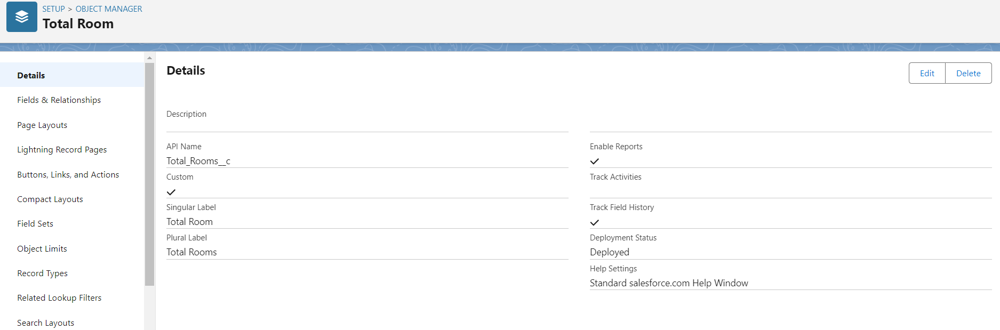 SETUP > OBJECT MANAGER
Total Room
Details
Fields & Relationships
Page Layouts
Lightning Record Pages
Buttons, Links, and Actions
Compact Layouts
Field Sets
Object Limits
Record Types
Related Lookup Filters
Search Layouts
Details
Edit
Delete
Description
API Name
Total_Rooms__c
Custom
Singular Label
Total Room
Plural Label
Total Rooms
Enable Reports
Track Activities
Track Field History
Deployment Status
Deployed
Help Settings
Standard salesforce.com Help Window